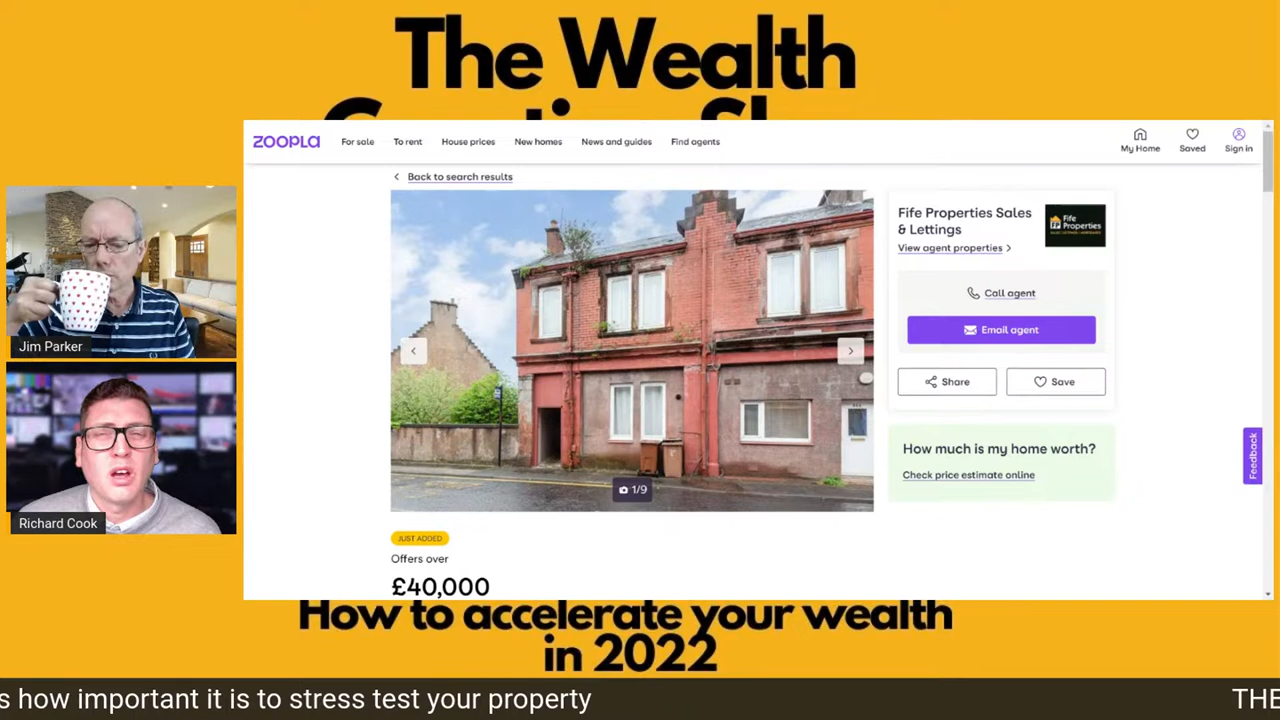 The Wealth
ZOOPLA
For sale
To rent
House prices
New homes
News and guides
Find agents
My Home
Saved
Sign in
Back to search results
Fife Properties Sales
& Lettings
View agent properties
Fife
Properties
Call agent
Email agent
Share
Save
How much is my home worth?
Check price estimate online
Feedback
1/9
JUST ADDED
Offers over
£40,000
Jim Parker
Richard Cook
How to accelerate your wealth
in 2022
s how important it is to stress test your property
THE